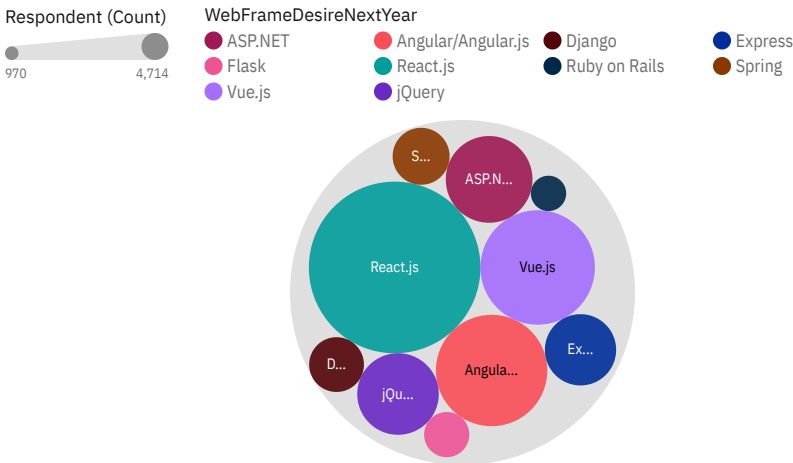 Respondent (Count)
970
4,714
WebFrameDesireNextYear
ASP.NET
Angular/Angular.js
Django
Express
Flask
React.js
Ruby on Rails
Spring
Vue.js
jQuery
S...
ASP.N...
React.js
Vue.js
Ex...
D...
Angula...
jQu...